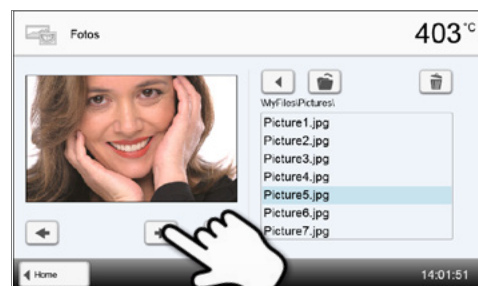 Fotos
403°C
\MyFiles\Pictures\
Picture1.jpg
Picture2.jpg
Picture3.jpg
Picture4.jpg
Picture5.jpg
Picture6.jpg
Picture7.jpg
Home
14:01:51